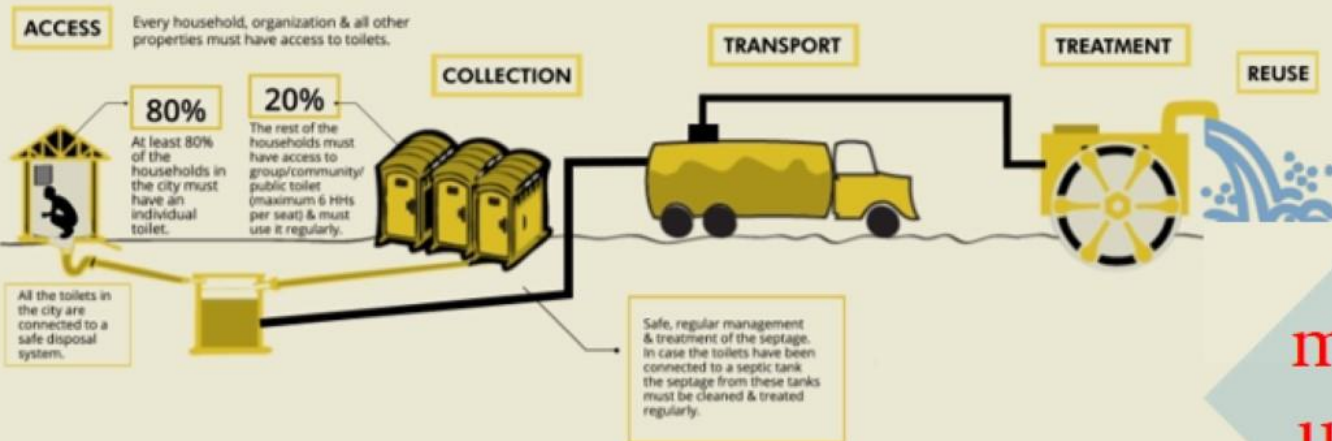 ACCESS
Every household, organization & all other
properties must have access to toilets.
80%
At least 80%
of the
households in
the city must
have an
individual
toilet.
20%
The rest of the
households must
have access to
group/community/
public toilet
(maximum 6 HHs
per seat) & must
use it regularly.
COLLECTION
TRANSPORT
TREATMENT
REUSE
All the toilets in
the city are
connected to a
safe disposal
system.
Safe, regular management
& treatment of the septage.
In case the toilets have been
connected to a septic tank
the septage from these tanks
must be cleaned & treated
regularly.